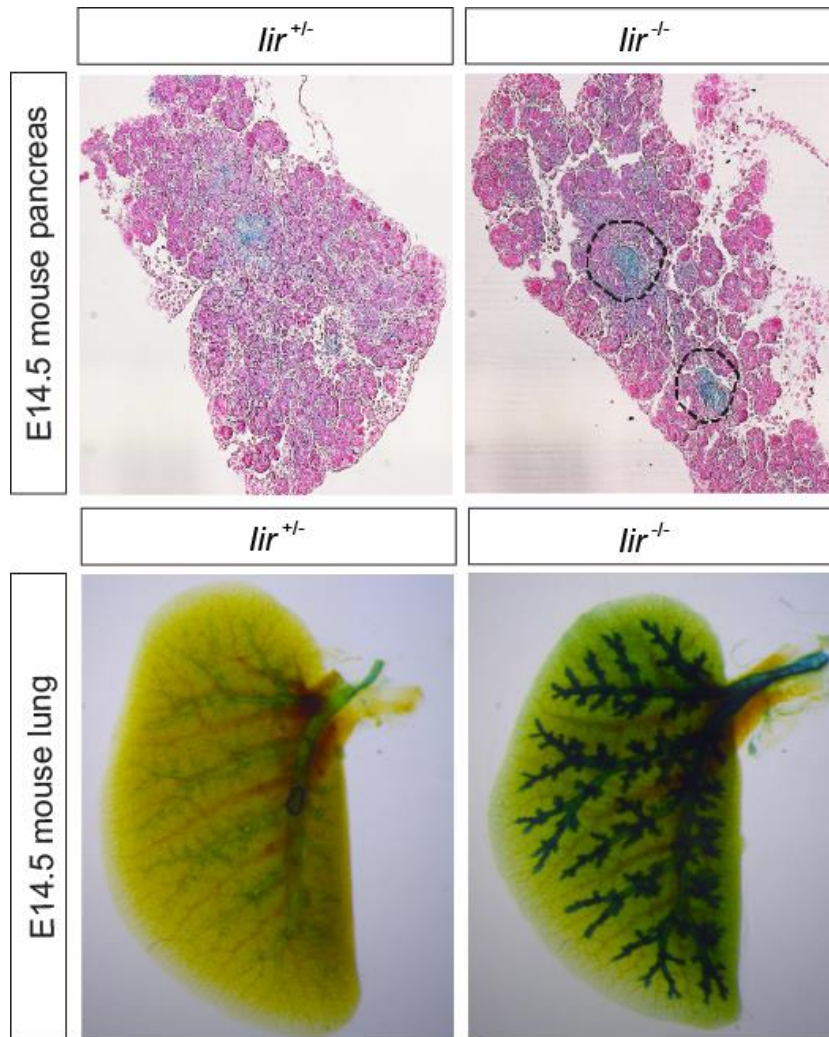 lir+/-
lir-/-
E14.5 mouse pancreas
lir+/-
lir-/-
E14.5 mouse lung